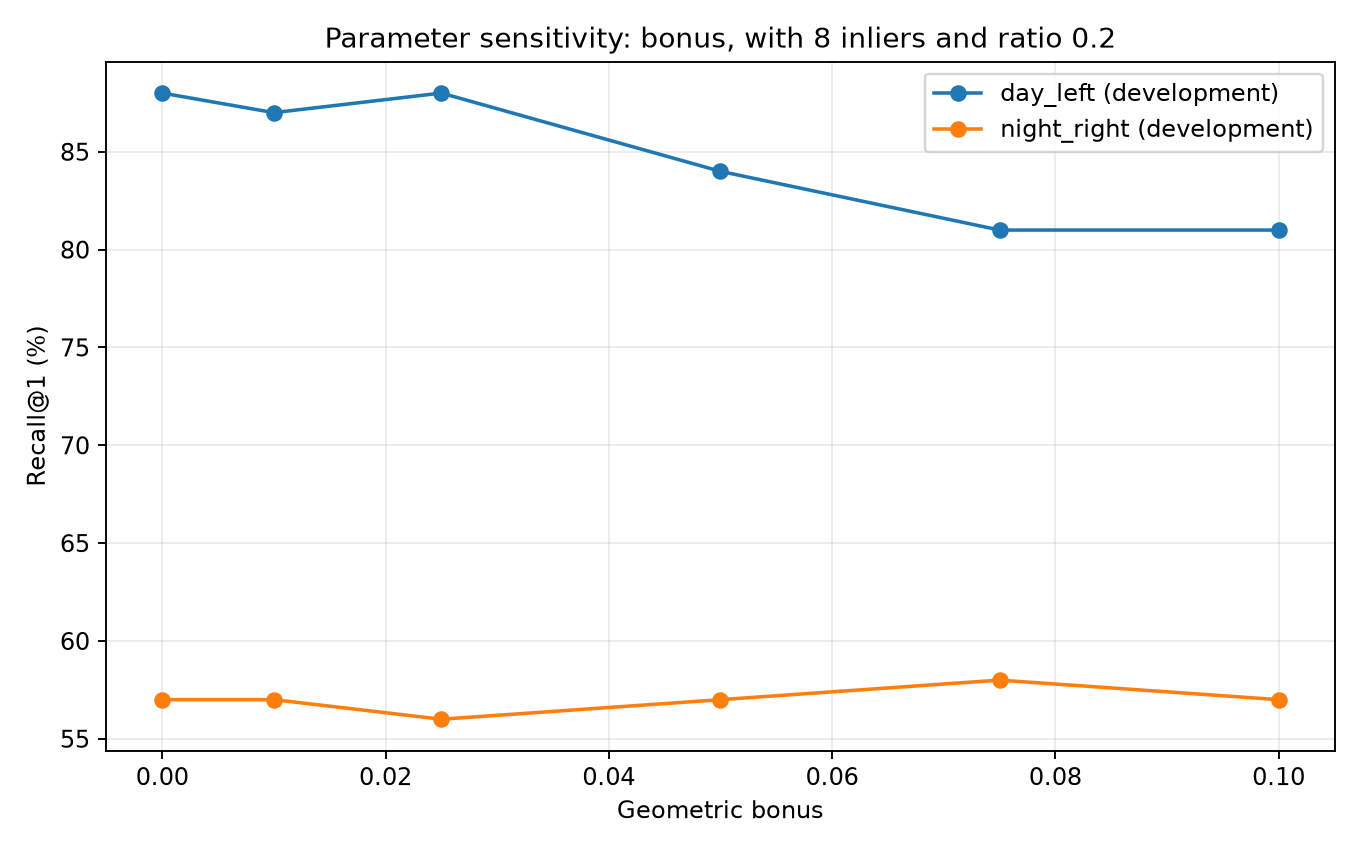 Parameter sensitivity: bonus, with 8 inliers and ratio 0.2
day_left (development)
night_right (development)
Recall@1 (%)
85
80
75
70
65
60
55
0.00 0.02 0.04 0.06 0.08 0.10
Geometric bonus